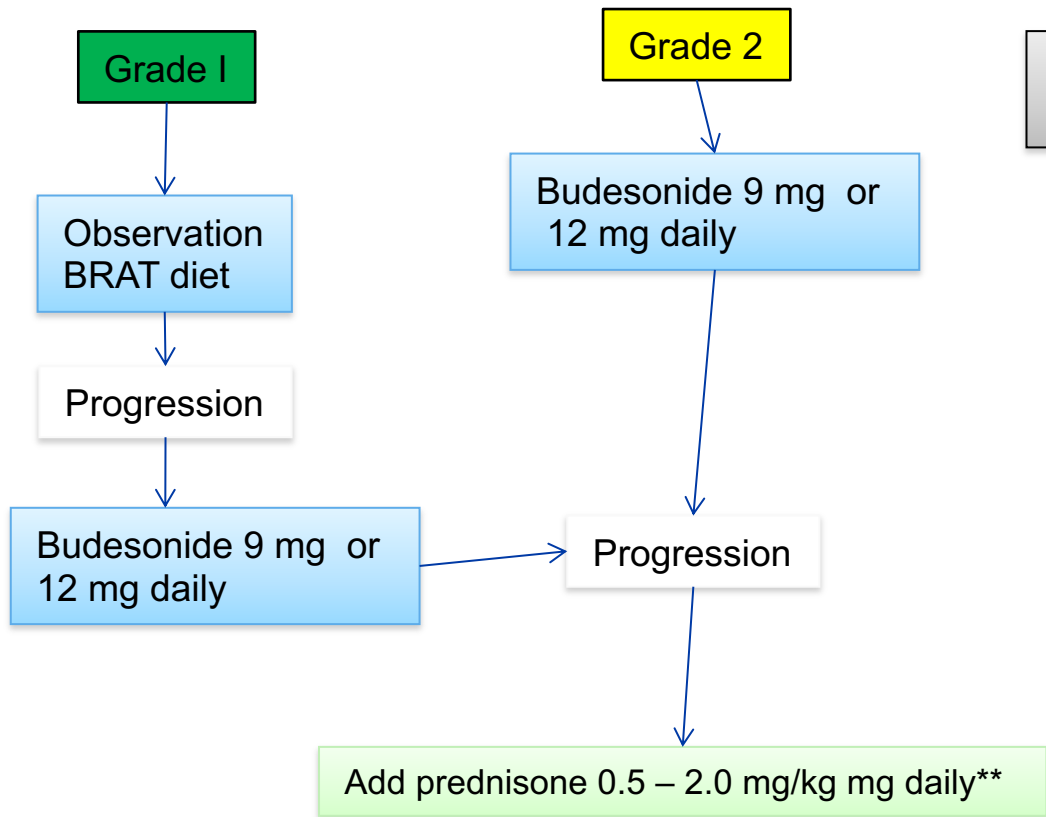 Grade I
Grade 2
Observation
BRAT diet
Budesonide 9 mg or
12 mg daily
Progression
Budesonide 9 mg or
12 mg daily
Progression
Add prednisone 0.5 – 2.0 mg/kg mg daily**